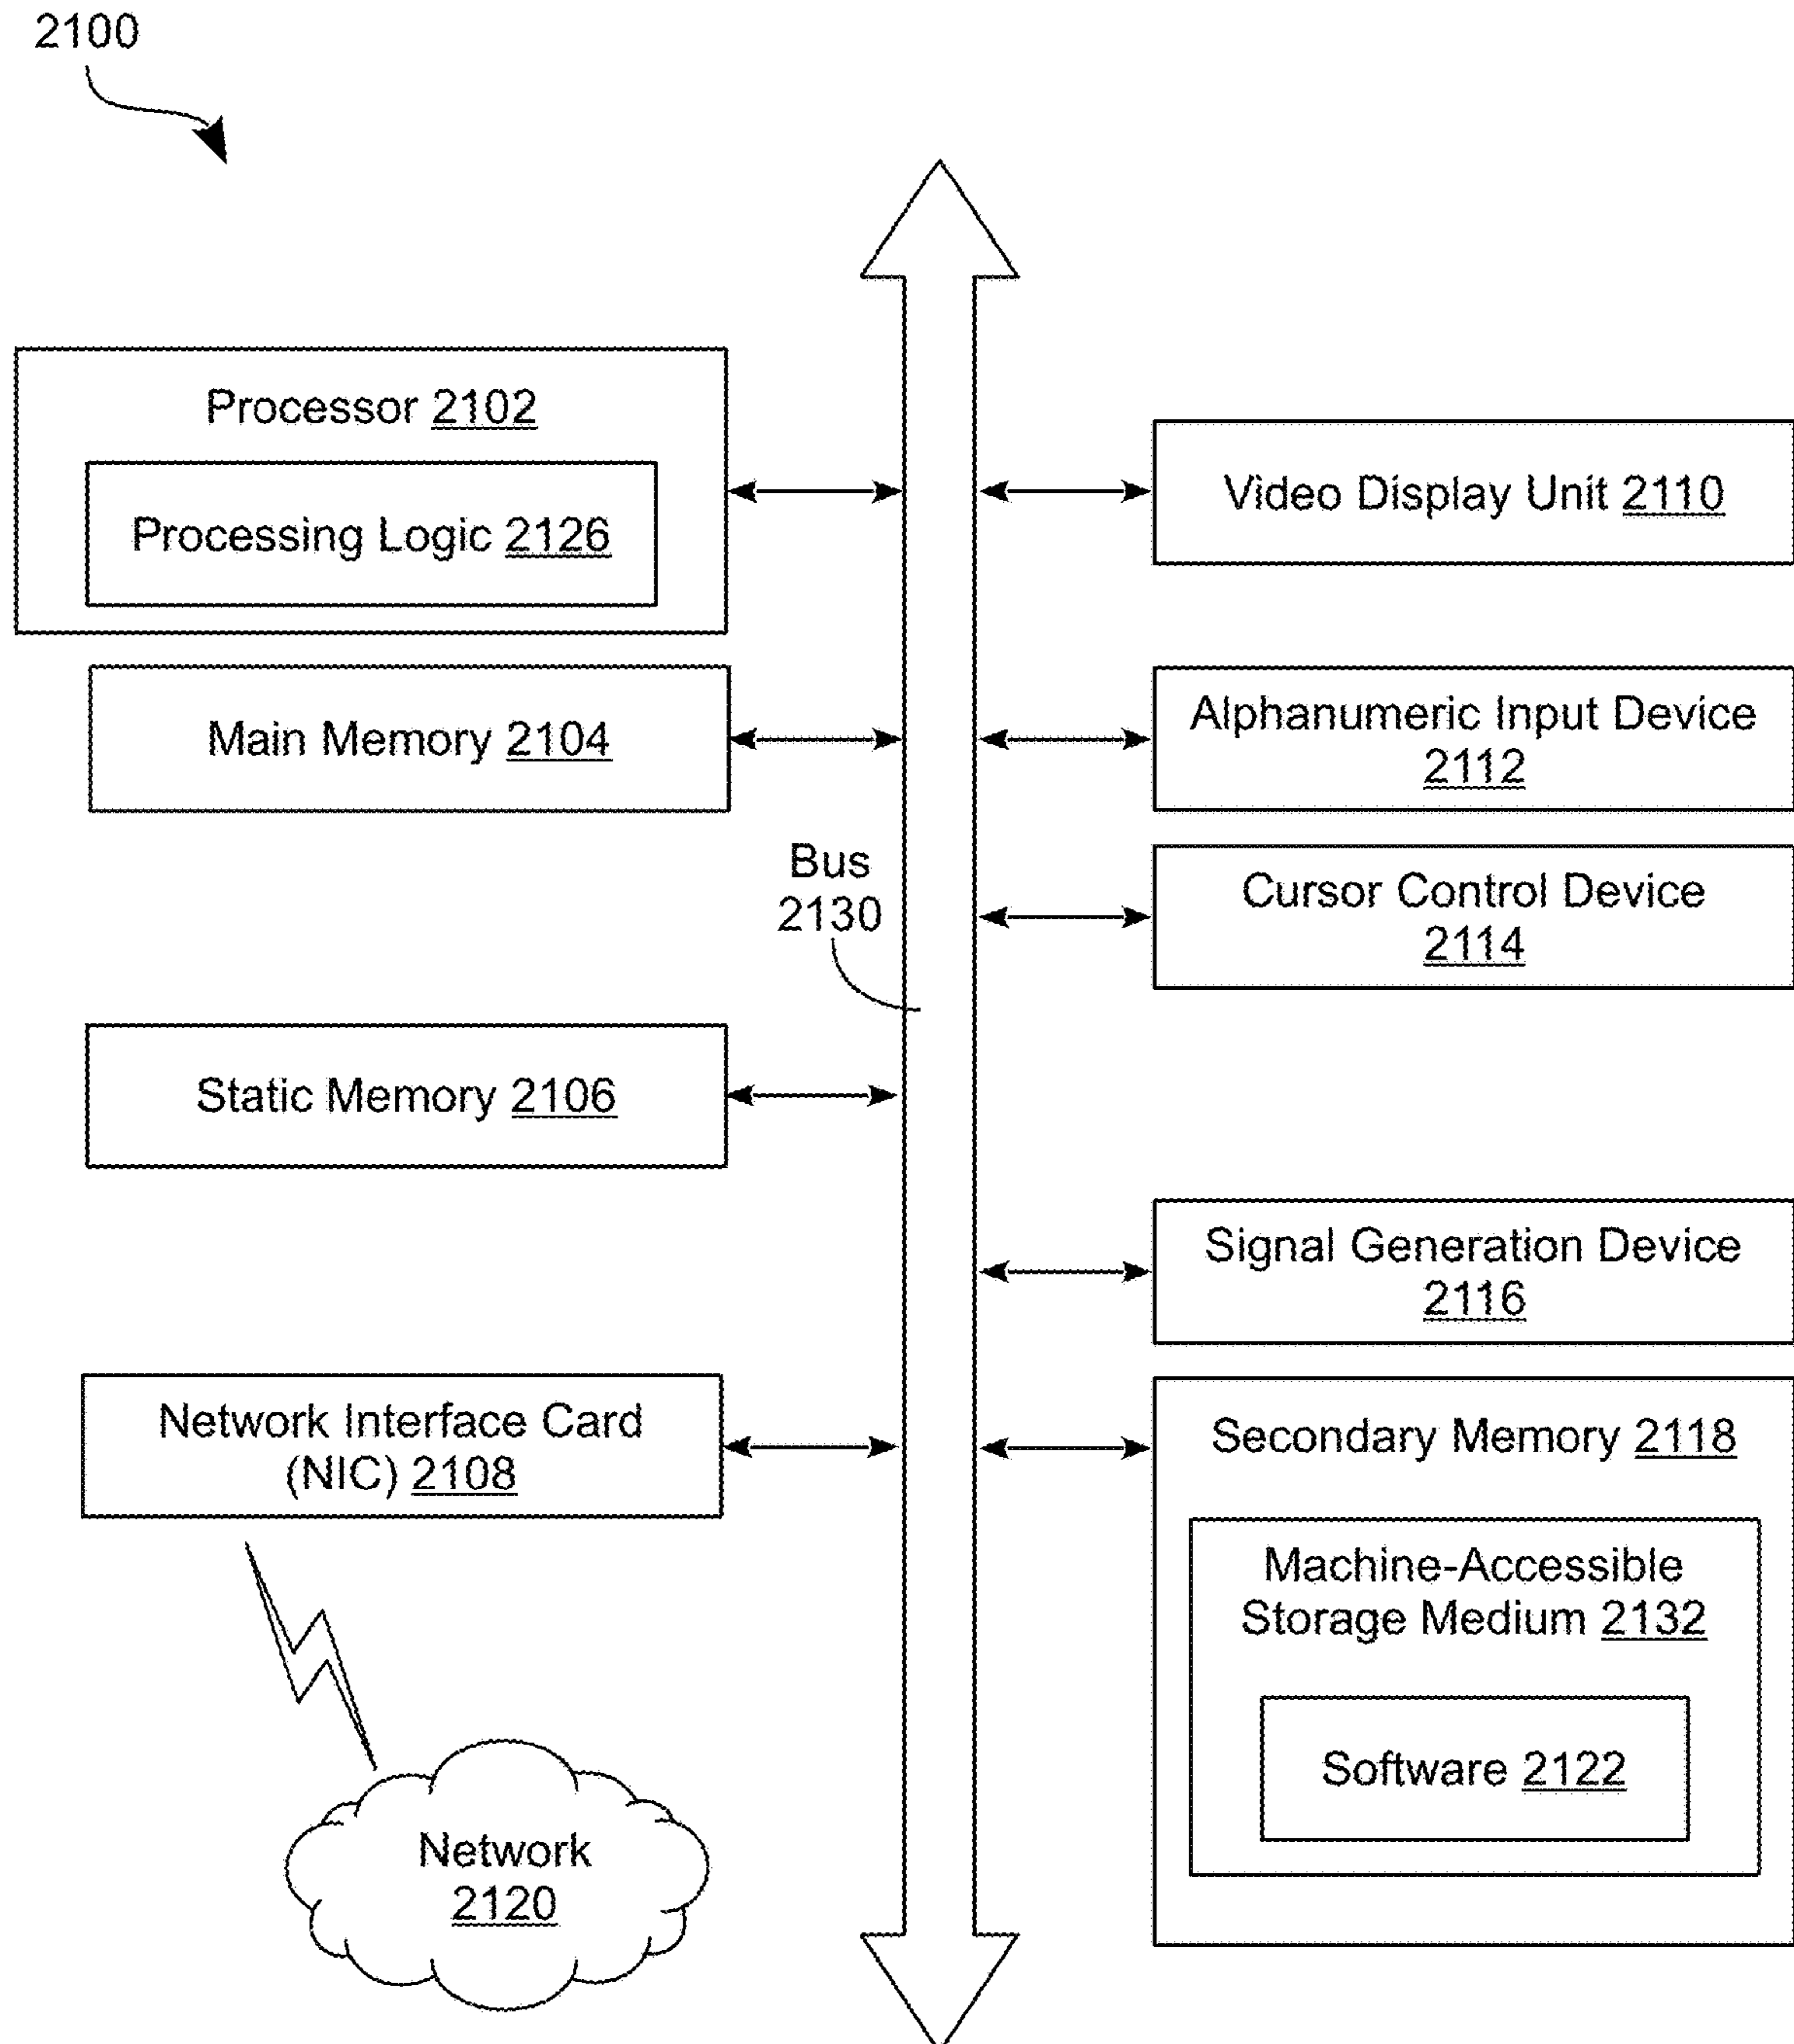 2100
Processor 2102
Processing Logic 2126
Main Memory 2104
Bus
2130
Static Memory 2106
Network Interface Card
(NIC) 2108
Network
2120
Video Display Unit 2110
Alphanumeric Input Device
2112
Cursor Control Device
2114
Signal Generation Device
2116
Secondary Memory 2118
Machine-Accessible
Storage Medium 2132
Software 2122